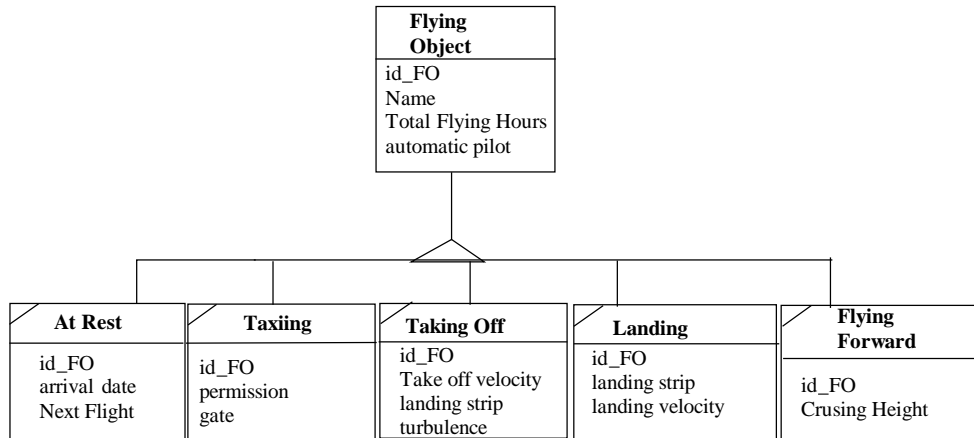 Flying
Object
id_FO
Name
Total Flying Hours
automatic pilot
At Rest
id_FO
arrival date
Next Flight
Taxiing
id_FO
permission
gate
Taking Off
id_FO
Take off velocity
landing strip
turbulence
Landing
id_FO
landing strip
landing velocity
Flying
Forward
id_FO
Crusing Height